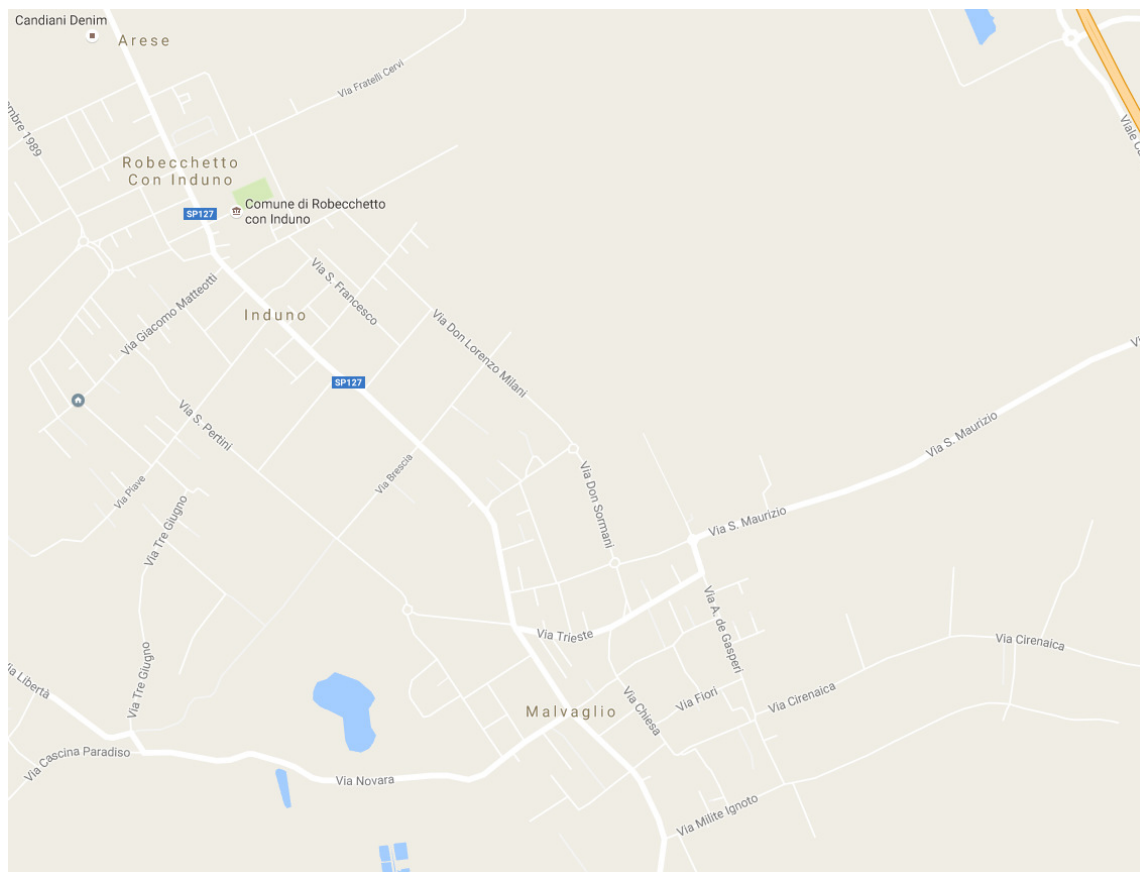 Candiani Denim
Arese
Via Fratelli Cervi
embre 1989
Viale C
Robecchetto
Con Induno
Comune di Robecchetto
con Induno
SP127
Via S. Francesco
Via Giacomo Matteotti
Induno
Via Don Lorenzo Milani
SP127
Via S. Pertini
Via S. Maurizio
Via Brescia
Via Piave
Via Don Sormani
Via Tre Giugno
Via S. Maurizio
Via A. de Gasperi
Via Trieste
Via Cirenaica
Via Tre Giugno
Via Libertà
Via Fiori
Via Cirenaica
Via Chiesa
Malvaglio
Via Cascina Paradiso
Via Novara
Via Milite Ignoto